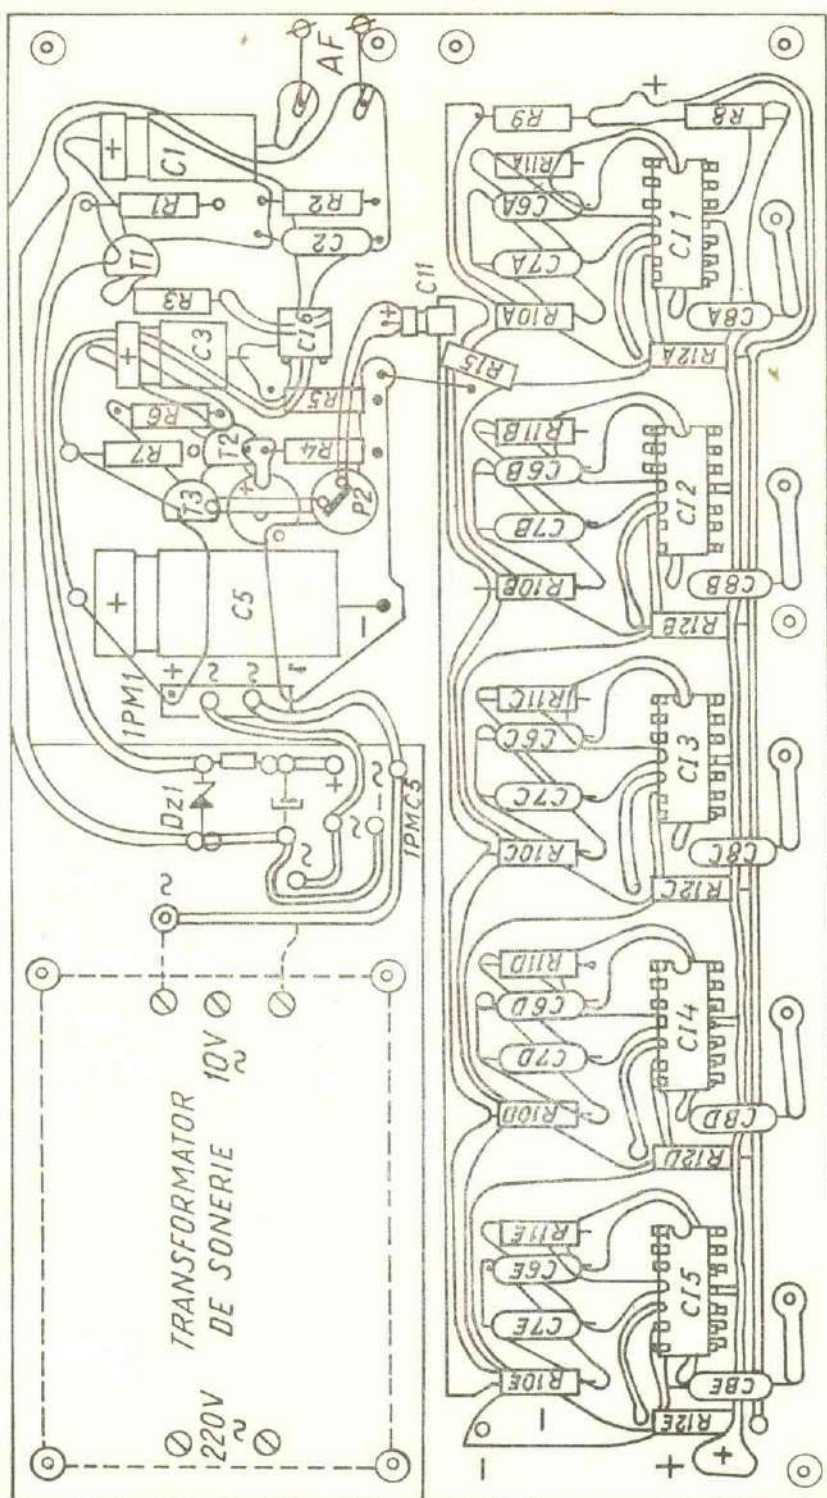 AF
+
C1
R1
R2
C2
T1
R3
C16
+
C3
R5
R6
R7
T2
R4
T3
+
P2
+
C5
-
1PM1
+
~
~
-
Dz1
+
~
~
-
~
1PMC5
~
TRANSFORMATOR
DE SONERIE
10V
~
220V
~
C11
+
R15
R9
+
R8
R11A
C6A
C7A
R10A
CI1
C8A
R12A
R11B
C6B
C7B
R10B
CI2
C8B
R12B
R11C
C6C
C7C
R10C
CI3
C8C
R12C
R11D
C6D
C7D
R10D
CI4
C8D
R12D
R11E
C6E
C7E
R10E
CI5
C8E
R12E
-
-
+
+